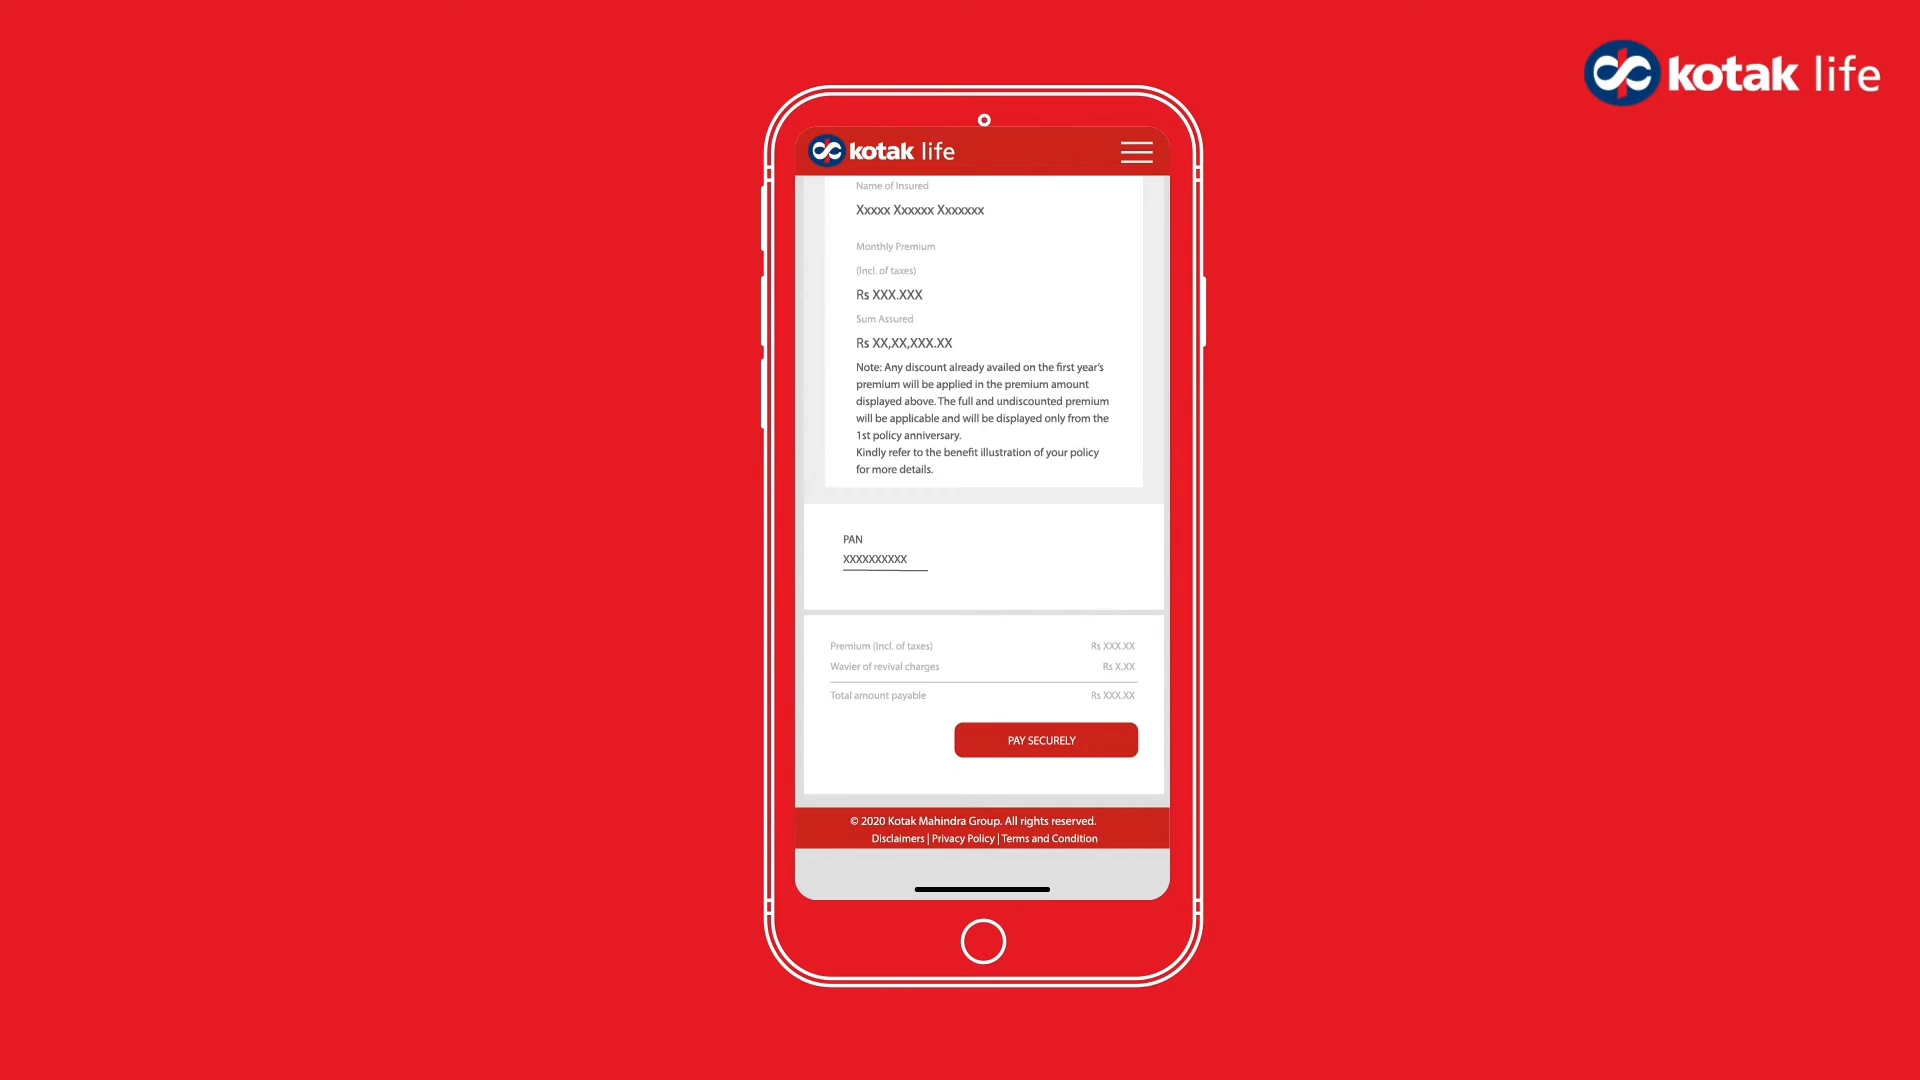 kotak life
kotak life
Name of Insured
Xxxxx Xxxxxx Xxxxxxx
Monthly Premium
(Incl. of taxes)
Rs XXX.XXX
Sum Assured
Rs XX,XX,XXX.XX
Note: Any discount already availed on the first year's
premium will be applied in the premium amount
displayed above. The full and undiscounted premium
will be applicable and will be displayed only from the
1st policy anniversary.
Kindly refer to the benefit illustration of your policy
for more details.
PAN
XXXXXXXXXX
Premium (Incl. of taxes) Rs XXX.XX
Wavier of revival charges Rs X.XX
Total amount payable Rs XXX.XX
PAY SECURELY
© 2020 Kotak Mahindra Group. All rights reserved.
Disclaimers | Privacy Policy | Terms and Condition